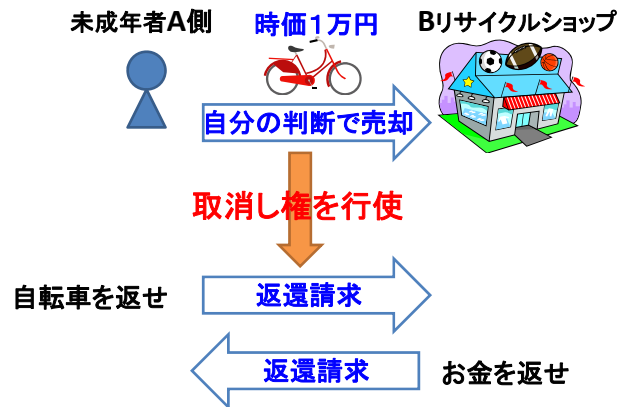 未成年者A側
時価１万円
Bリサイクルショップ
自分の判断で売却
取消し権を行使
自転車を返せ
返還請求
返還請求
お金を返せ